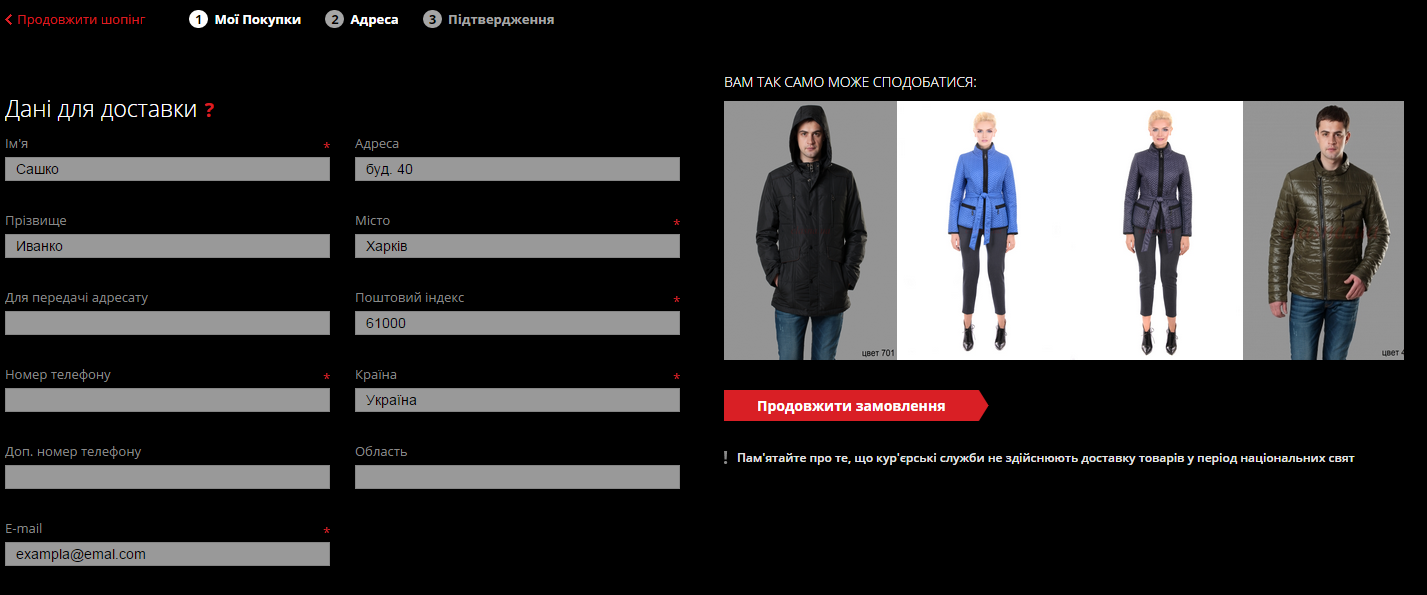 Продовжити шопінг
1 Мої Покупки 2 Адреса 3 Підтвердження
Дані для доставки ?
Ім'я *
Сашко
Прізвище
Иванко
Для передачі адресату
Номер телефону *
Доп. номер телефону
E-mail *
exampla@emal.com
Адреса
буд. 40
Місто *
Харків
Поштовий індекс *
61000
Країна *
Україна
Область
ВАМ ТАК САМО МОЖЕ СПОДОБАТИСЯ:
цвет 701
цвет 4
Продовжити замовлення
! Пам'ятайте про те, що кур'єрські служби не здійснюють доставку товарів у період національних свят